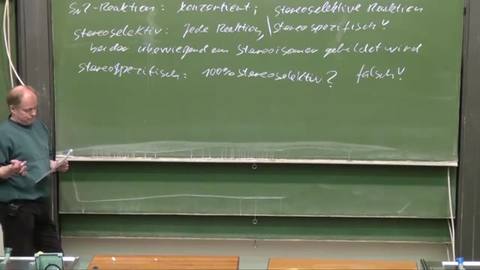 SN2-Reaktion: konzertiert; stereoselektive Reaktion
stereoselektiv: jede Reaktion, stereospezifisch!
bei der überwiegend ein Stereoisomer gebildet wird
stereospezifisch: 100% stereoselektiv? falsch!